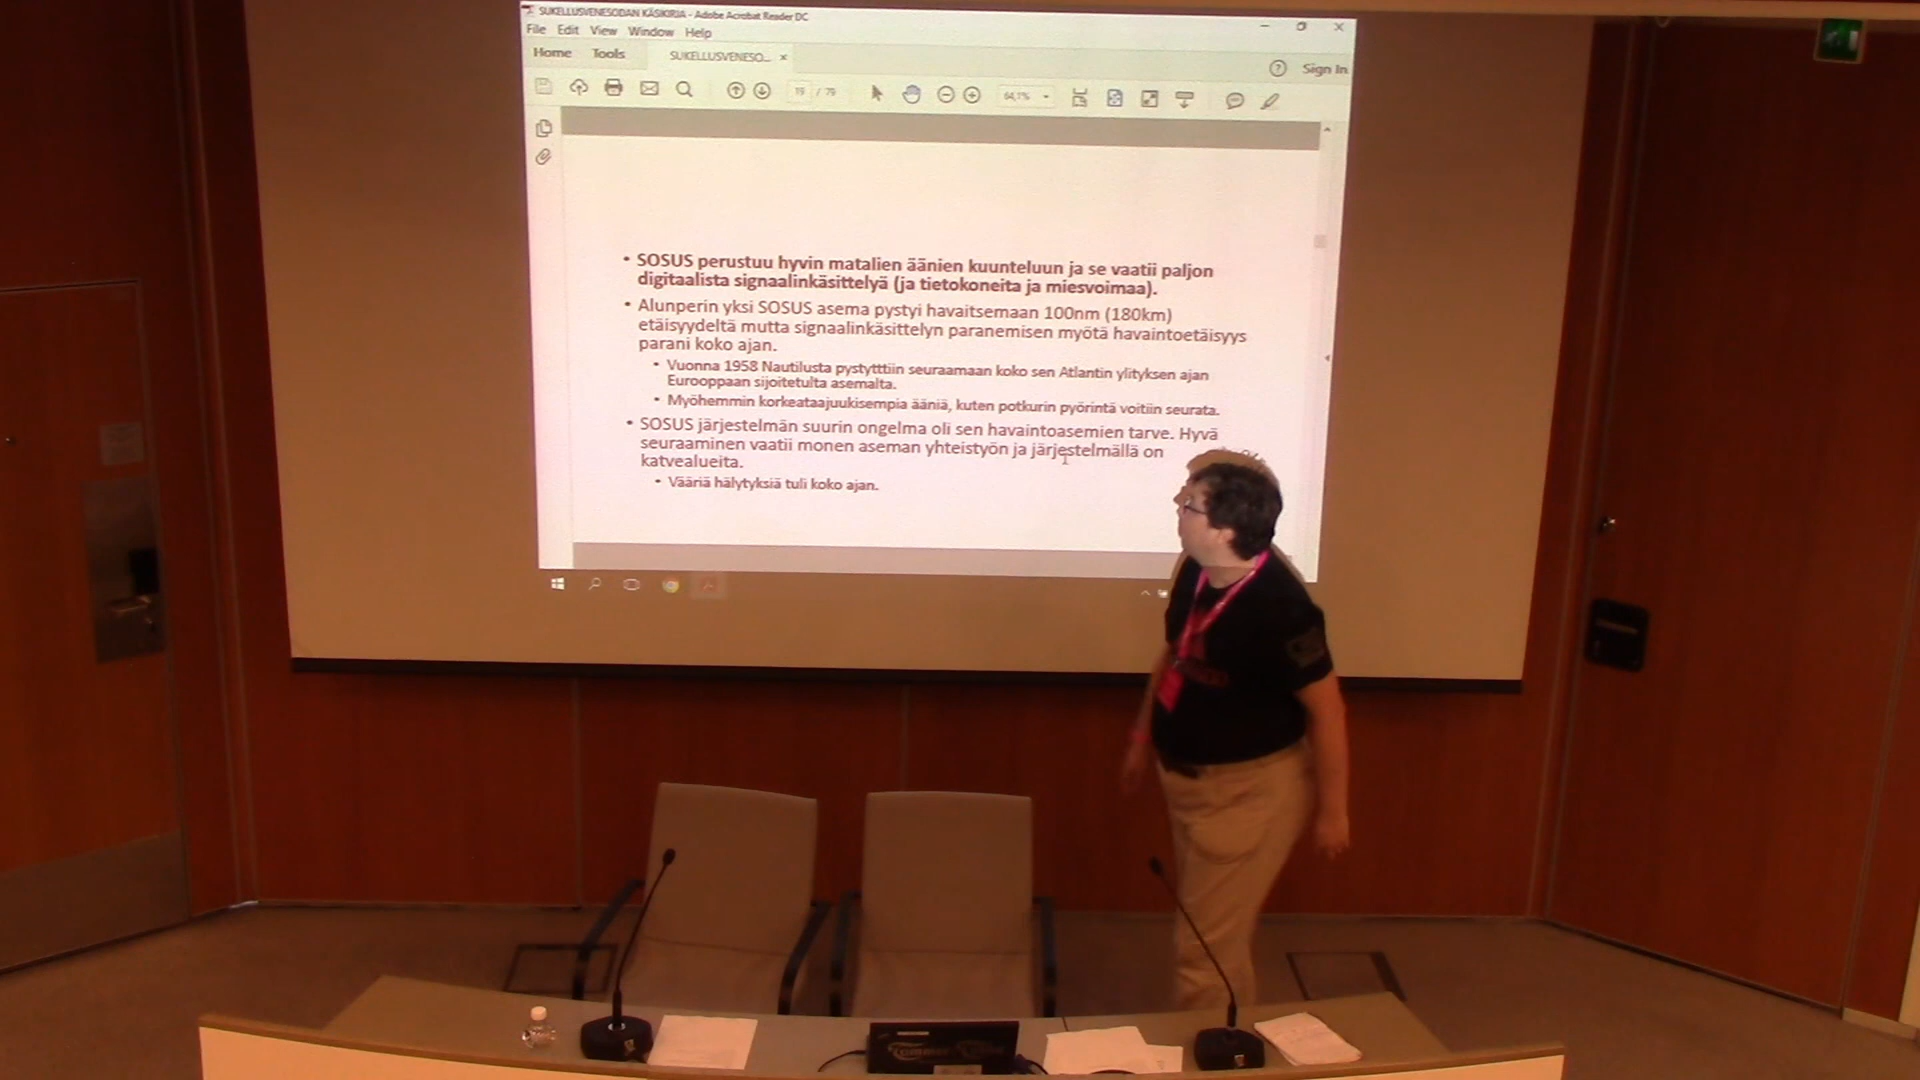 SUKELLUSVENESODAN KÄSIKIRJA - Adobe Acrobat Reader DC
File Edit View Window Help
Home Tools SUKELLUSVENESO... ×
Sign In
19 / 79
64,1%
• SOSUS perustuu hyvin matalien äänien kuunteluun ja se vaatii paljon
digitaalista signaalinkäsittelyä (ja tietokoneita ja miesvoimaa).
• Alunperin yksi SOSUS asema pystyi havaitsemaan 100nm (180km)
etäisyydeltä mutta signaalinkäsittelyn paranemisen myötä havaintoetäisyys
parani koko ajan.
• Vuonna 1958 Nautilusta pystytttiin seuraamaan koko sen Atlantin ylityksen ajan
Eurooppaan sijoitetulta asemalta.
• Myöhemmin korkeataajuukisempia ääniä, kuten potkurin pyörintä voitiin seurata.
• SOSUS järjestelmän suurin ongelma oli sen havaintoasemien tarve. Hyvä
seuraaminen vaatii monen aseman yhteistyön ja järjestelmällä on
katvealueita.
• Vääriä hälytyksiä tuli koko ajan.